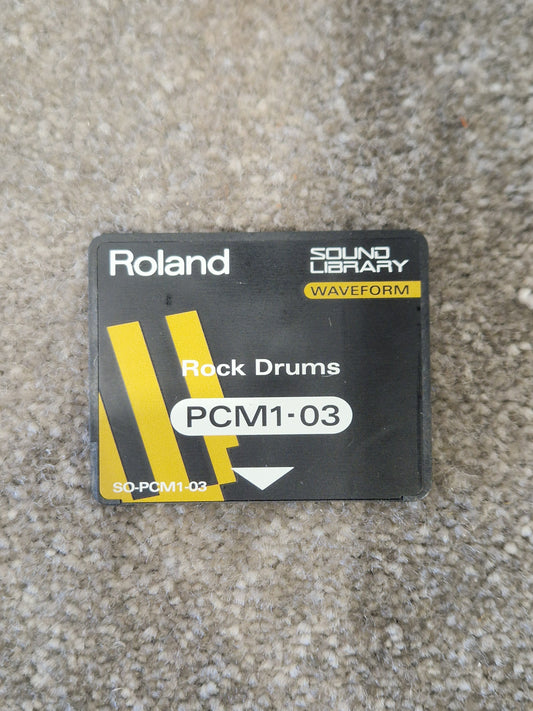 Roland
SOUND
LIBRARY
WAVEFORM
Rock Drums
PCM1-03
SO-PCM1-03